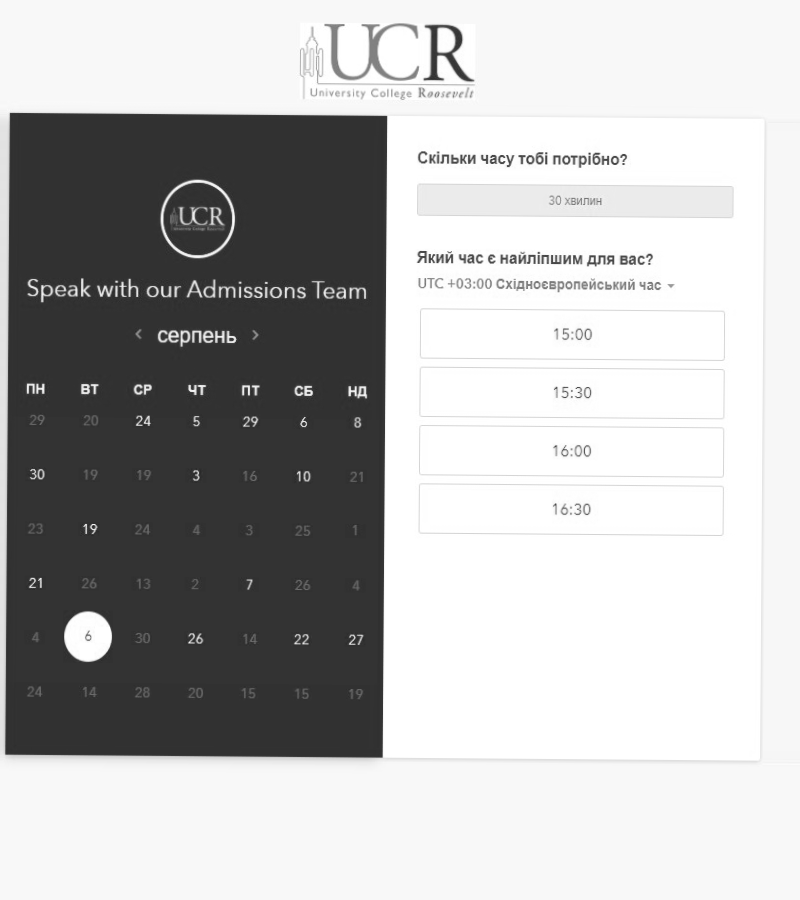 UCR
University College Roosevelt
UCR
Speak with our Admissions Team
серпень
ПН ВТ СР ЧТ ПТ СБ НД
29 20 24 5 29 6 8
30 19 19 3 16 10 21
23 19 24 4 3 25 1
21 26 13 2 7 26 4
4 6 30 26 14 22 27
24 14 28 20 15 15 19
Скільки часу тобі потрібно?
30 хвилин
Який час є найліпшим для вас?
UTC +03:00 Східноєвропейський час
15:00
15:30
16:00
16:30